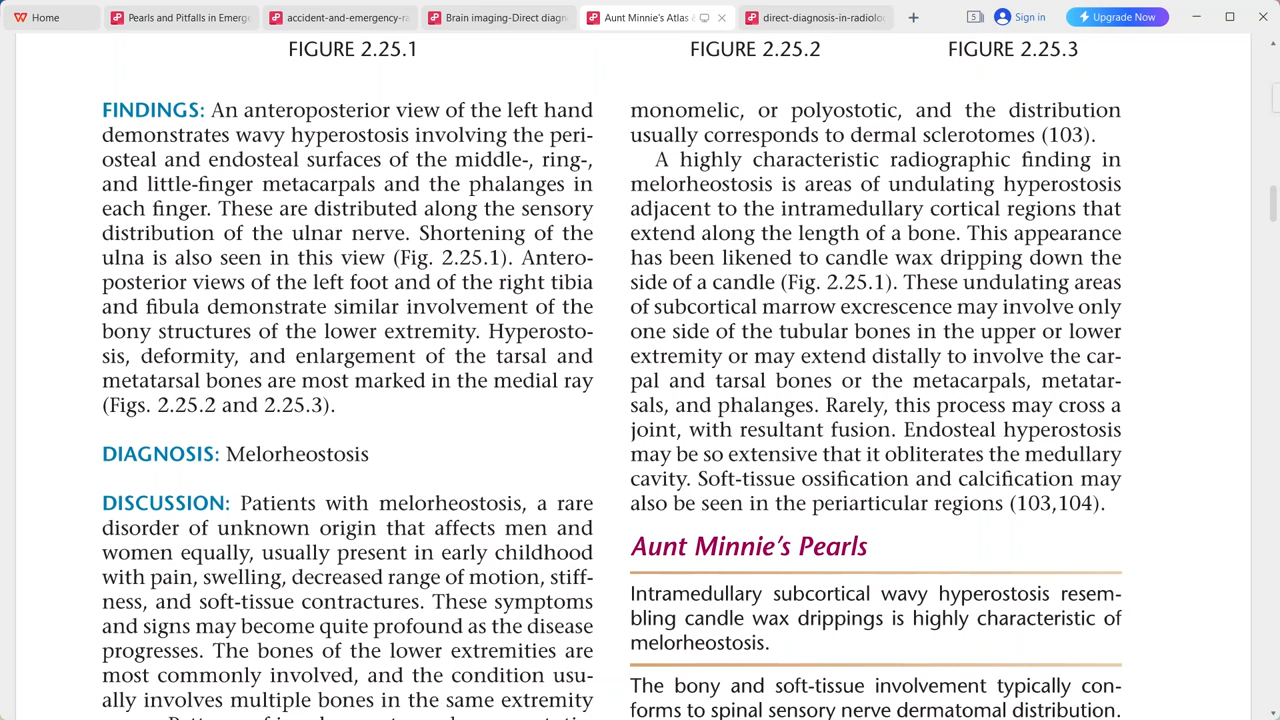 Home
Pearls and Pitfalls in Emerge
accident-and-emergency-ra
Brain imaging-Direct diagn
Aunt Minnie's Atlas &
direct-diagnosis-in-radiolo
5
Sign in
Upgrade Now
FIGURE 2.25.1
FIGURE 2.25.2
FIGURE 2.25.3
FINDINGS: An anteroposterior view of the left hand
demonstrates wavy hyperostosis involving the peri-
osteal and endosteal surfaces of the middle-, ring-,
and little-finger metacarpals and the phalanges in
each finger. These are distributed along the sensory
distribution of the ulnar nerve. Shortening of the
ulna is also seen in this view (Fig. 2.25.1). Antero-
posterior views of the left foot and of the right tibia
and fibula demonstrate similar involvement of the
bony structures of the lower extremity. Hyperosto-
sis, deformity, and enlargement of the tarsal and
metatarsal bones are most marked in the medial ray
(Figs. 2.25.2 and 2.25.3).
DIAGNOSIS: Melorheostosis
DISCUSSION: Patients with melorheostosis, a rare
disorder of unknown origin that affects men and
women equally, usually present in early childhood
with pain, swelling, decreased range of motion, stiff-
ness, and soft-tissue contractures. These symptoms
and signs may become quite profound as the disease
progresses. The bones of the lower extremities are
most commonly involved, and the condition usu-
ally involves multiple bones in the same extremity
monomelic, or polyostotic, and the distribution
usually corresponds to dermal sclerotomes (103).
A highly characteristic radiographic finding in
melorheostosis is areas of undulating hyperostosis
adjacent to the intramedullary cortical regions that
extend along the length of a bone. This appearance
has been likened to candle wax dripping down the
side of a candle (Fig. 2.25.1). These undulating areas
of subcortical marrow excrescence may involve only
one side of the tubular bones in the upper or lower
extremity or may extend distally to involve the car-
pal and tarsal bones or the metacarpals, metatar-
sals, and phalanges. Rarely, this process may cross a
joint, with resultant fusion. Endosteal hyperostosis
may be so extensive that it obliterates the medullary
cavity. Soft-tissue ossification and calcification may
also be seen in the periarticular regions (103,104).
Aunt Minnie's Pearls
Intramedullary subcortical wavy hyperostosis resem-
bling candle wax drippings is highly characteristic of
melorheostosis.
The bony and soft-tissue involvement typically con-
forms to spinal sensory nerve dermatomal distribution.